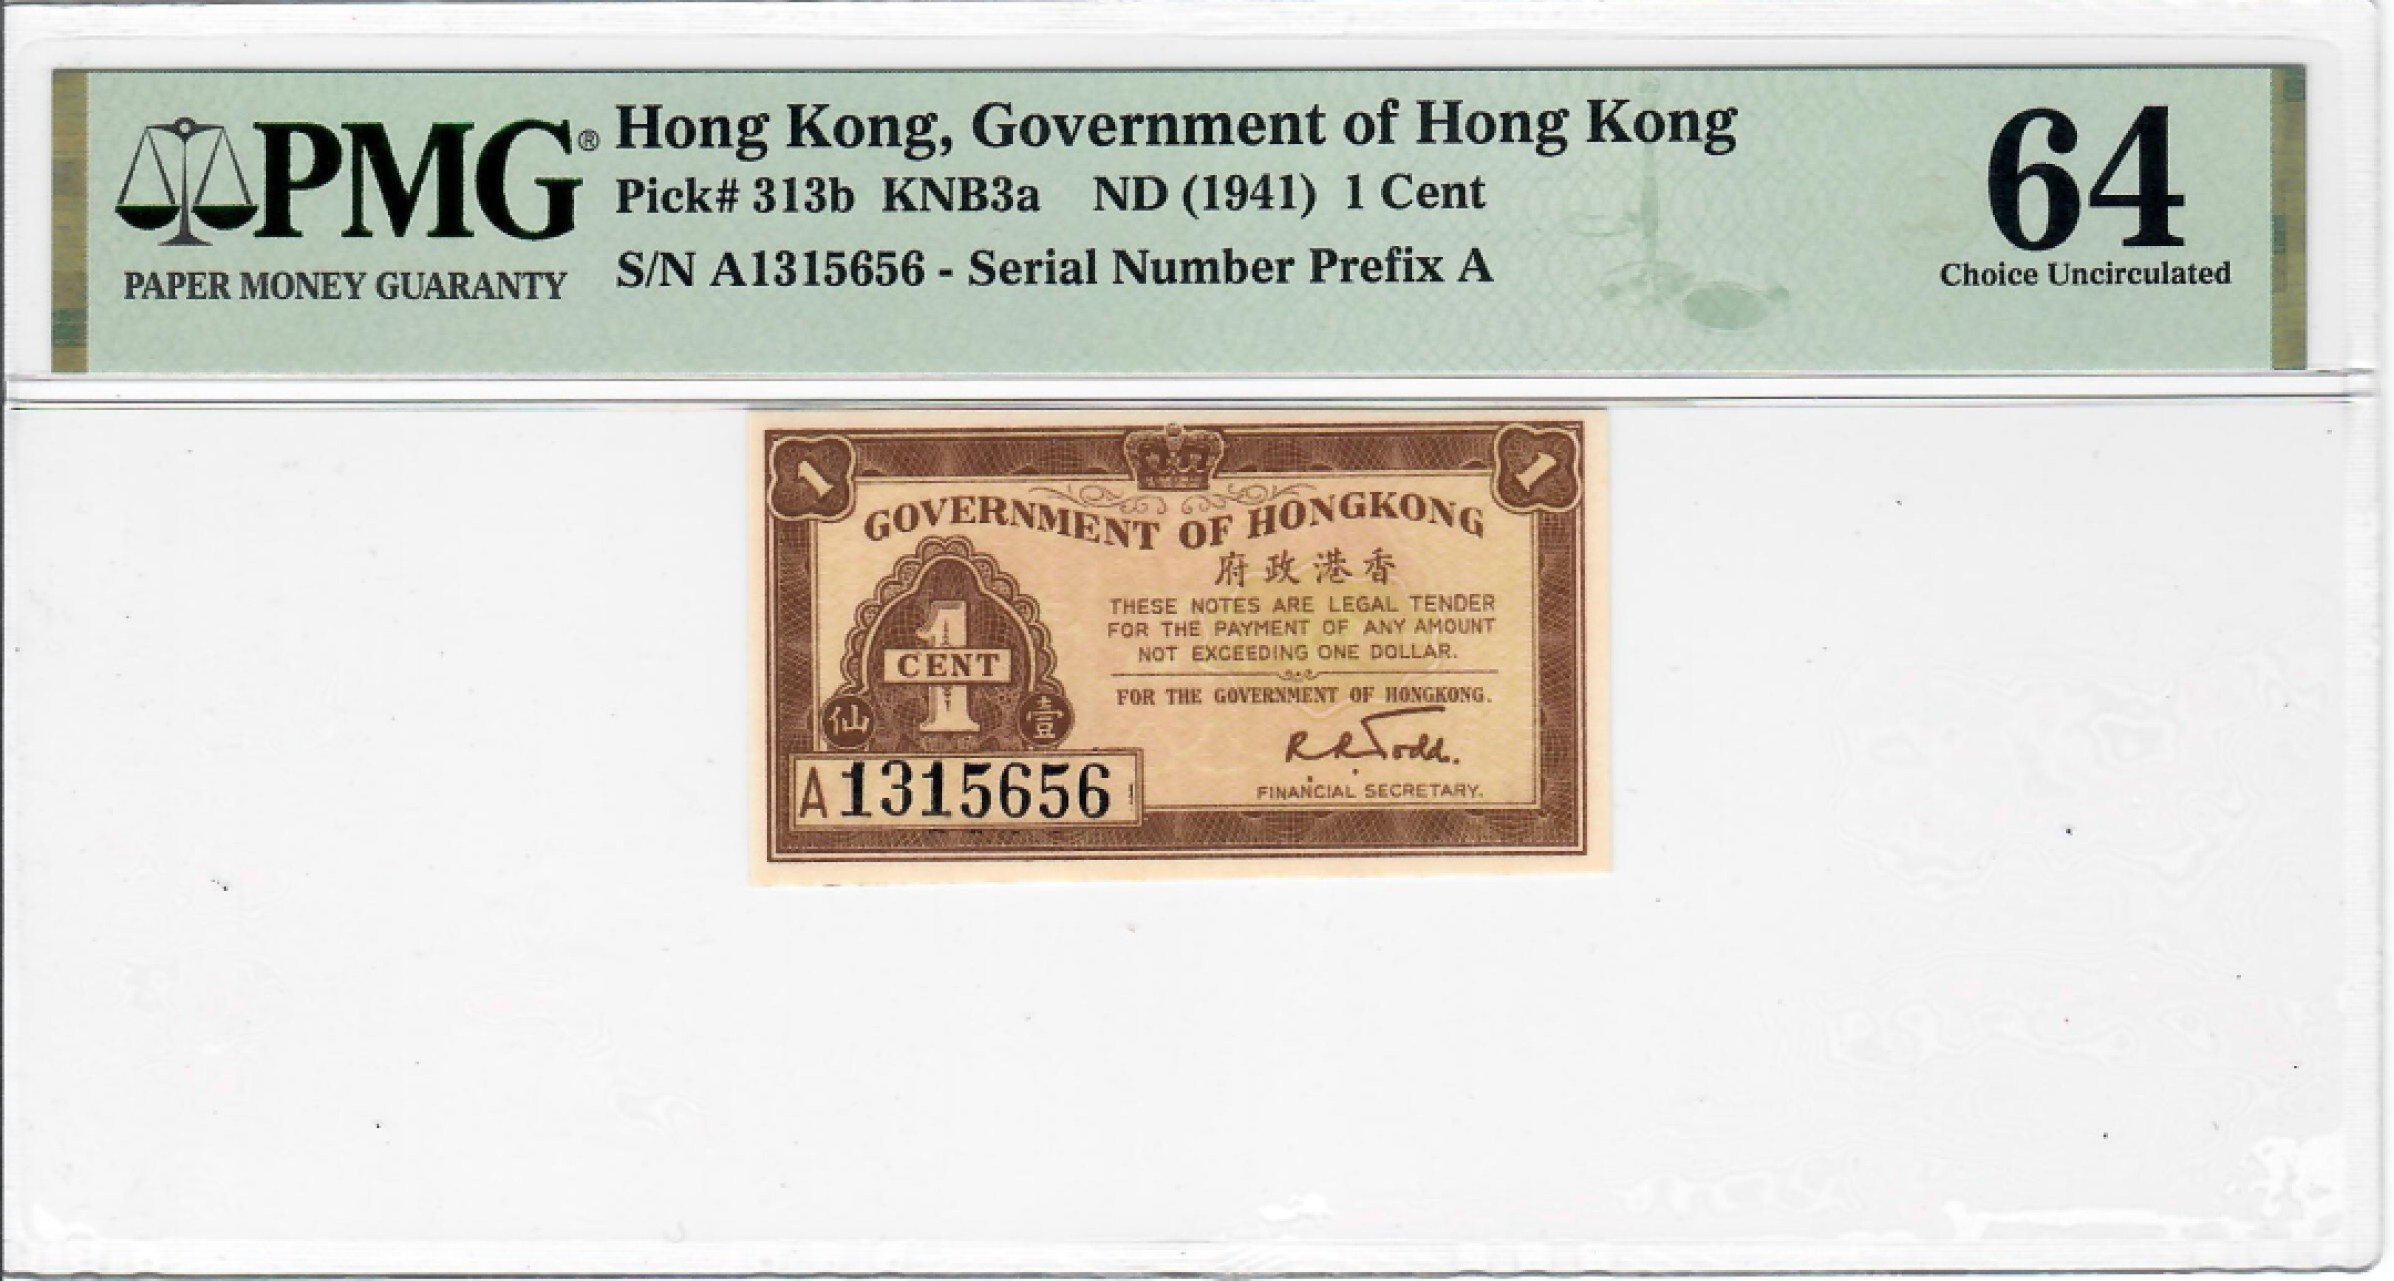 PMG®
PAPER MONEY GUARANTY
Hong Kong, Government of Hong Kong
Pick# 313b KNB3a ND (1941) 1 Cent
S/N A1315656 - Serial Number Prefix A
64
Choice Uncirculated
1
1
GOVERNMENT OF HONGKONG
府政港香
THESE NOTES ARE LEGAL TENDER
FOR THE PAYMENT OF ANY AMOUNT
NOT EXCEEDING ONE DOLLAR.
FOR THE GOVERNMENT OF HONGKONG.
R R Todd.
FINANCIAL SECRETARY.
1
CENT
仙 壹
A 1315656